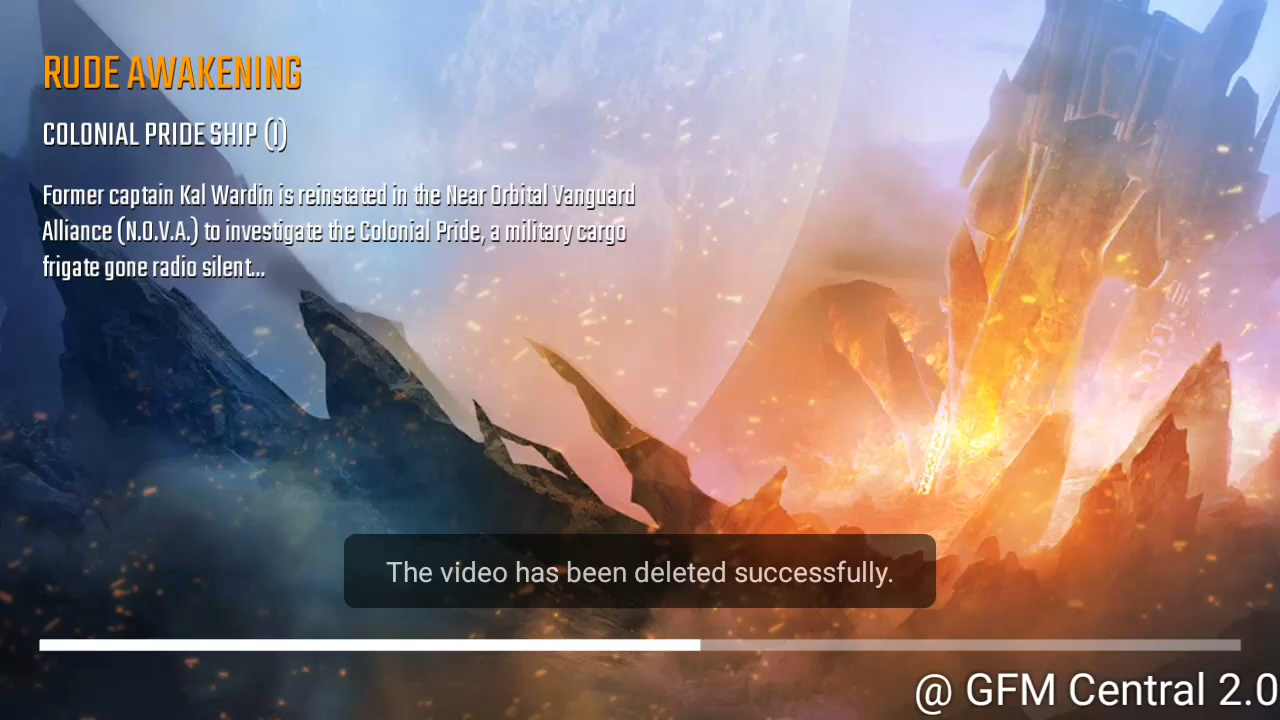 RUDE AWAKENING
COLONIAL PRIDE SHIP (I)
Former captain Kal Wardin is reinstated in the Near Orbital Vanguard
Alliance (N.O.V.A.) to investigate the Colonial Pride, a military cargo
frigate gone radio silent...
The video has been deleted successfully.
@ GFM Central 2.0